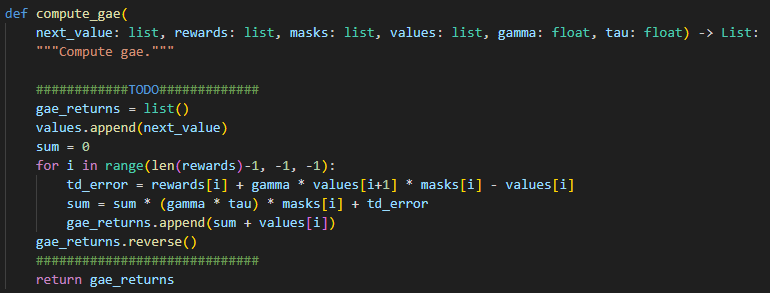 def compute_gae(
    next_value: list, rewards: list, masks: list, values: list, gamma: float, tau: float) -> List:
    """Compute gae."""
    ############TODO#############
    gae_returns = list()
    values.append(next_value)
    sum = 0
    for i in range(len(rewards)-1, -1, -1):
        td_error = rewards[i] + gamma * values[i+1] * masks[i] - values[i]
        sum = sum * (gamma * tau) * masks[i] + td_error
        gae_returns.append(sum + values[i])
    gae_returns.reverse()
    #############################
    return gae_returns